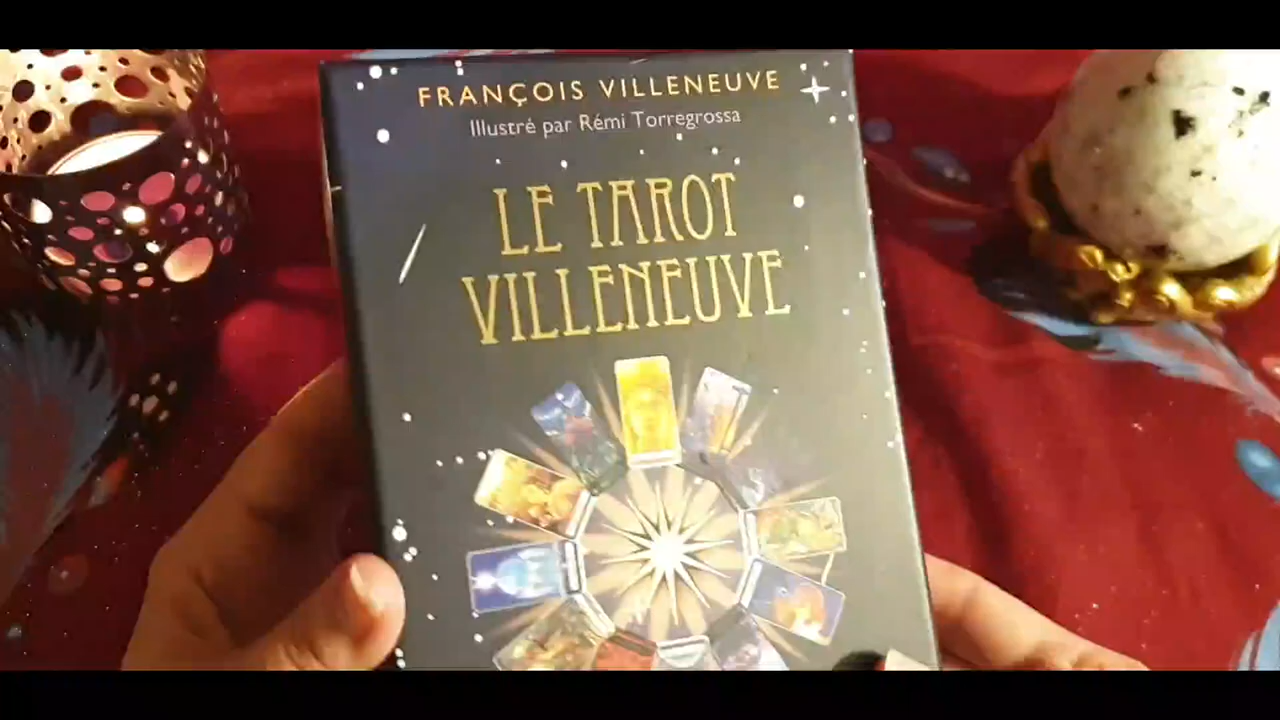 FRANÇOIS VILLENEUVE
Illustré par Rémi Torregrossa
LE TAROT
VILLENEUVE